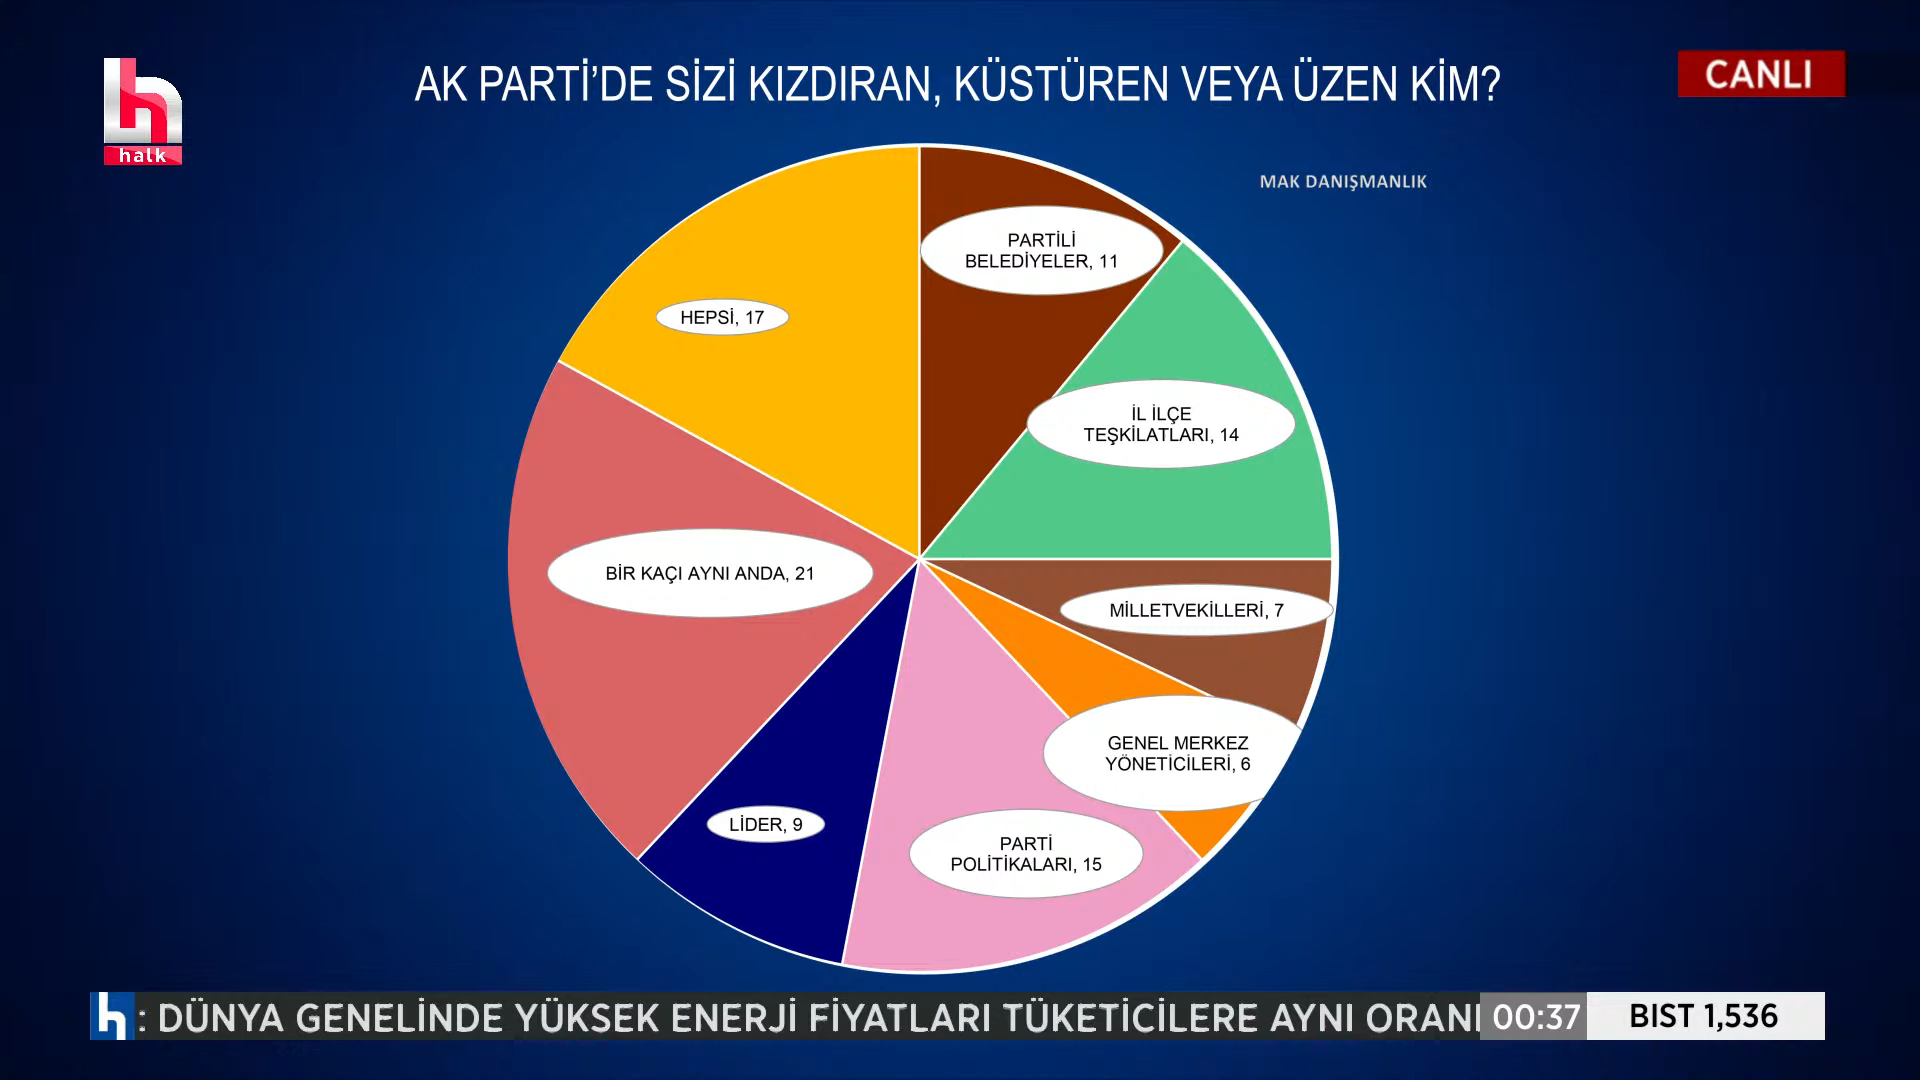 AK PARTİ’DE SİZİ KIZDIRAN, KÜSTÜREN VEYA ÜZEN KİM?
CANLI
halk
MAK DANIŞMANLIK
PARTİLİ
BELEDİYELER, 11
HEPSİ, 17
İL İLÇE
TEŞKİLATLARI, 14
BİR KAÇI AYNI ANDA, 21
MİLLETVEKİLLERİ, 7
GENEL MERKEZ
YÖNETİCİLERİ, 6
LİDER, 9
PARTİ
POLİTİKALARI, 15
: DÜNYA GENELİNDE YÜKSEK ENERJİ FİYATLARI TÜKETİCİLERE AYNI ORANI
00:37
BIST 1,536